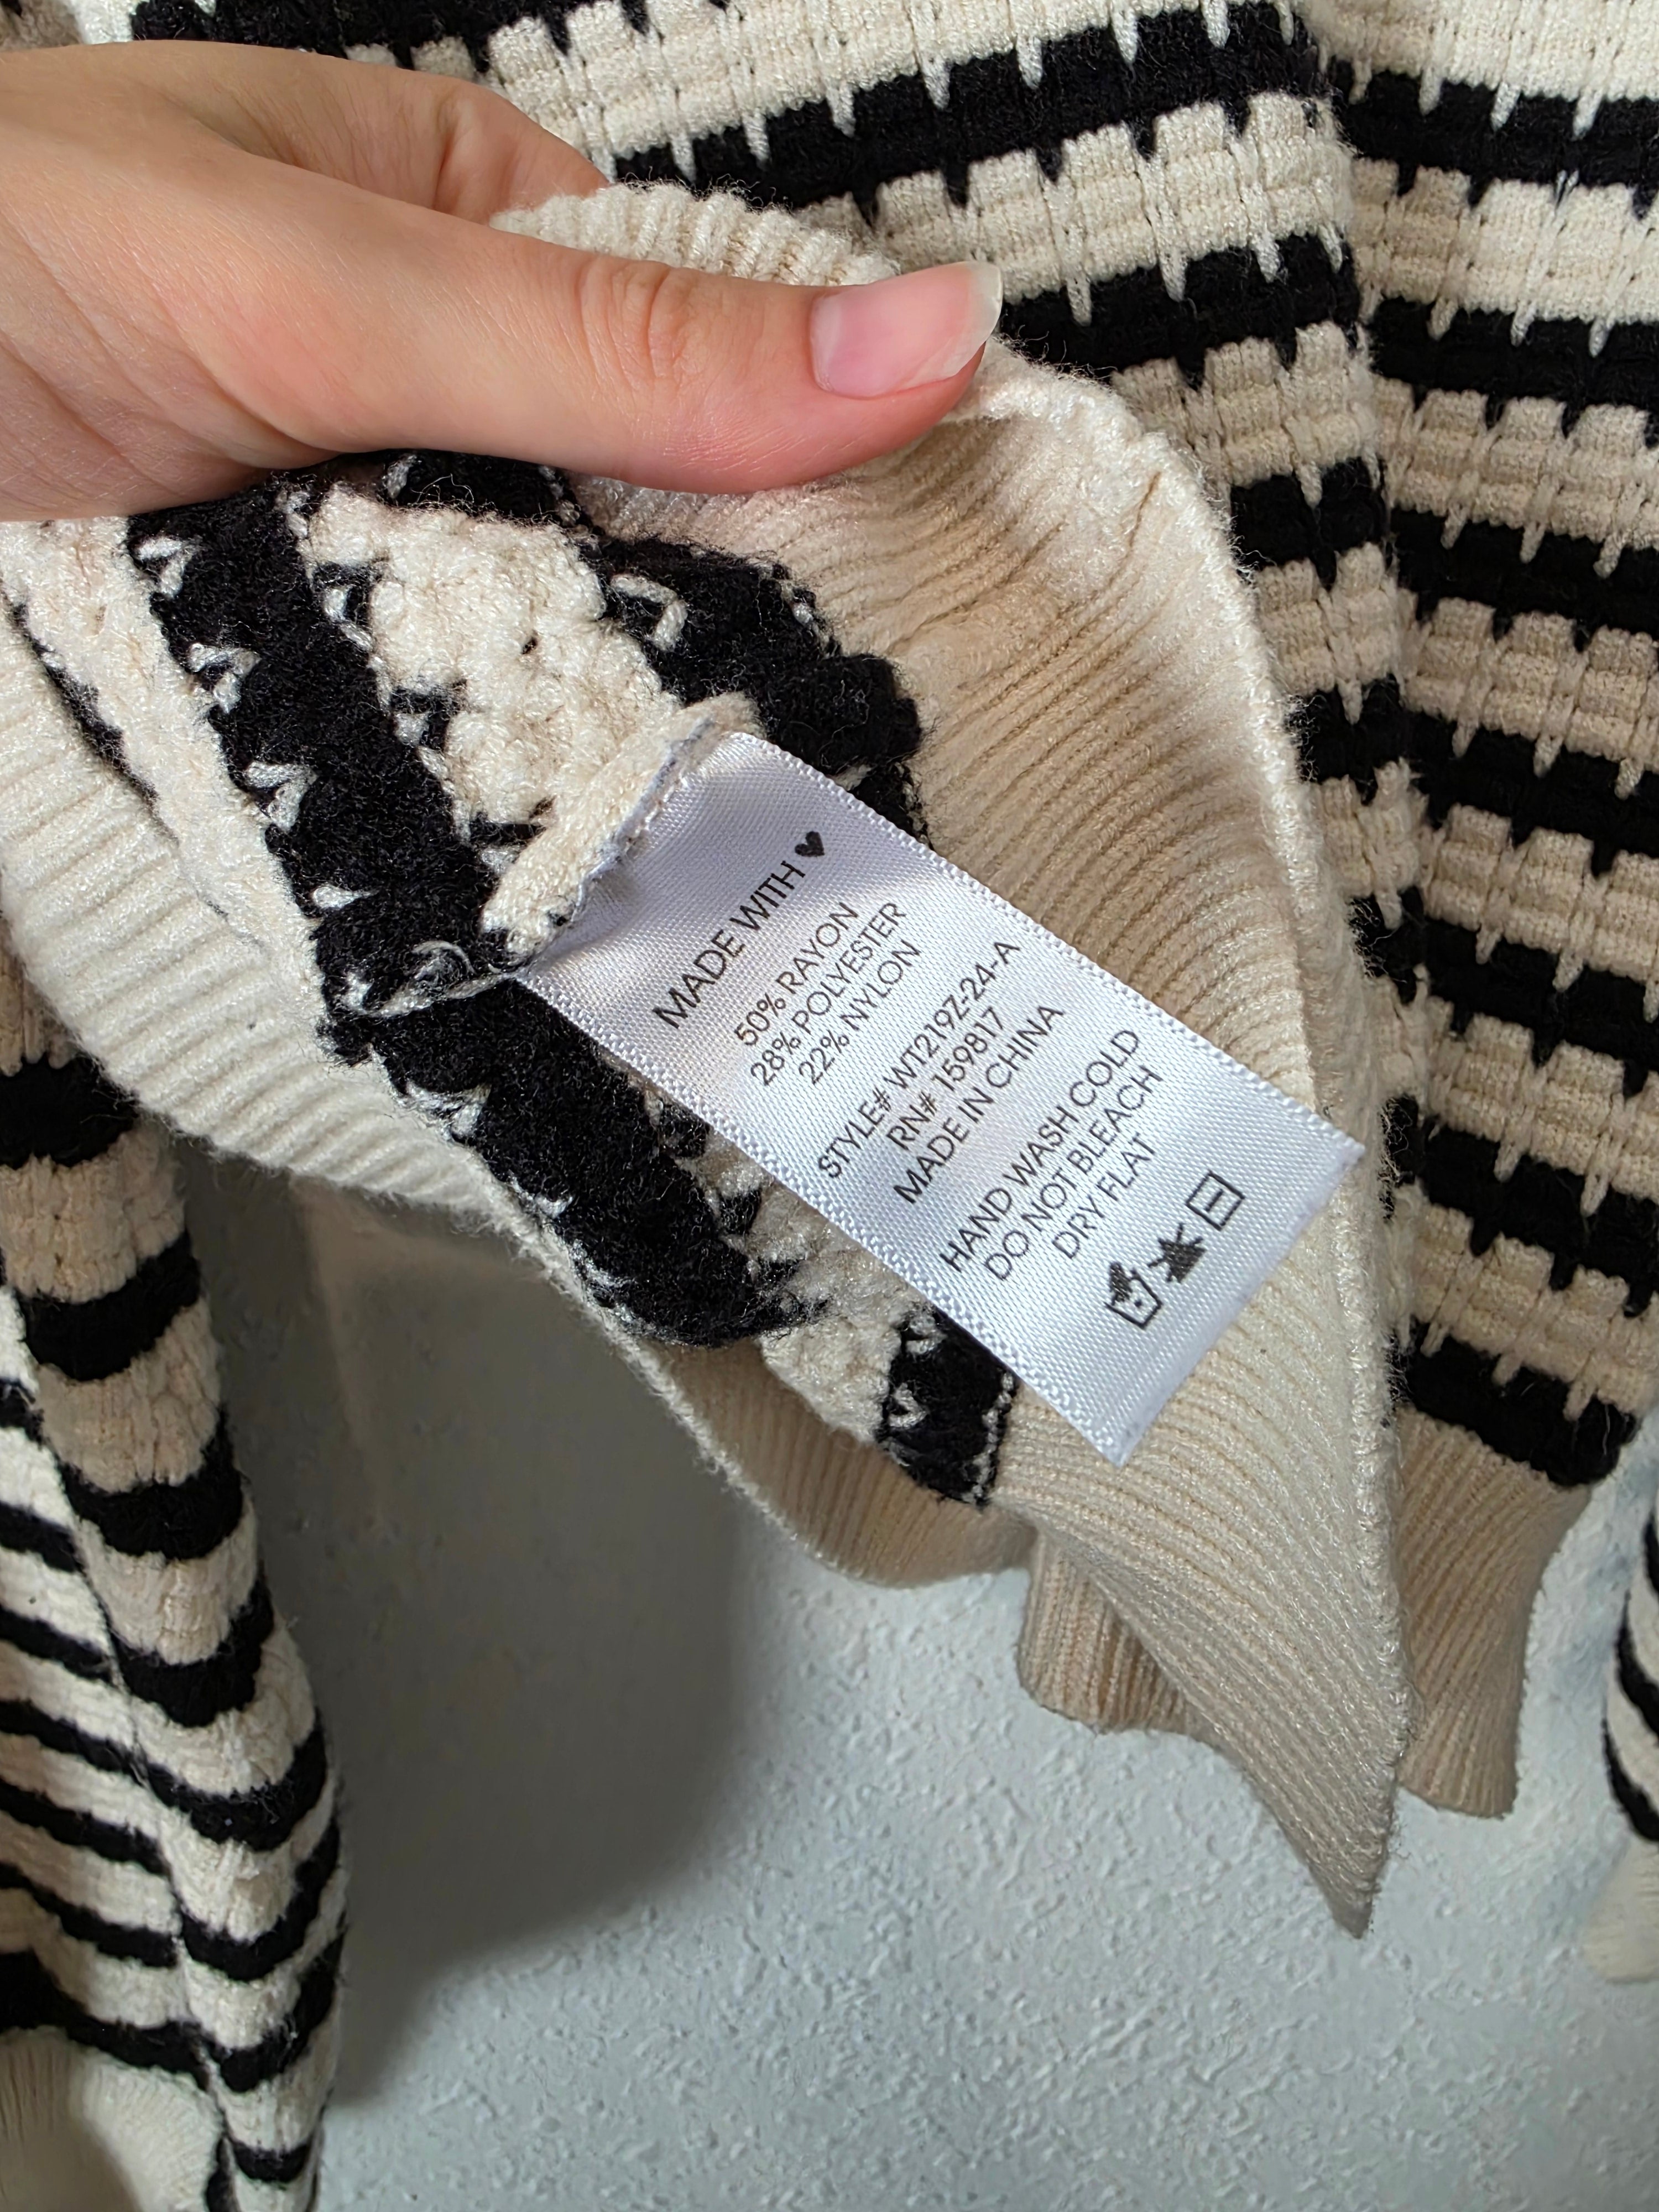 MADE WITH ♥
50% RAYON
28% POLYESTER
22% NYLON
STYLE# WT219Z-24-A
RN# 159817
MADE IN CHINA
HAND WASH COLD
DO NOT BLEACH
DRY FLAT